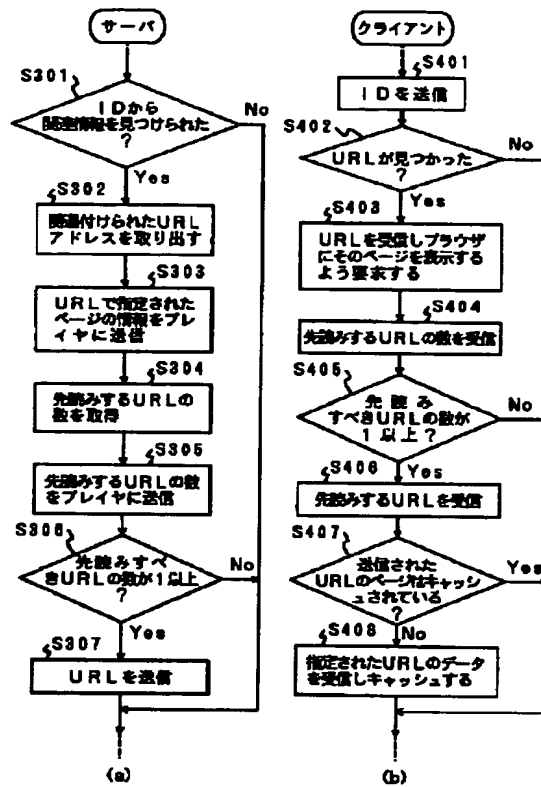 サーバ
S301
IDから
関連情報を見つけられた
?
No
Yes
S302
関連付けられたURL
アドレスを取り出す
S303
URLで指定された
ページの情報をプレイ
ヤに送信
S304
先読みするURLの
数を取得
S305
先読みするURLの数
をプレイヤに送信
S306
先読みすべ
きURLの数が1以上
?
No
Yes
S307
URLを送信
(a)
クライアント
S401
IDを送信
S402
URLが見つかった
?
No
Yes
S403
URLを受信しブラウザ
にそのページを表示する
よう要求する
S404
先読みするURLの数を受信
S405
先読み
すべきURLの数が
1以上?
No
Yes
S406
先読みするURLを受信
S407
送信された
URLのページはキャッシ
ュされている
?
Yes
No
S408
指定されたURLのデータ
を受信しキャッシュする
(b)